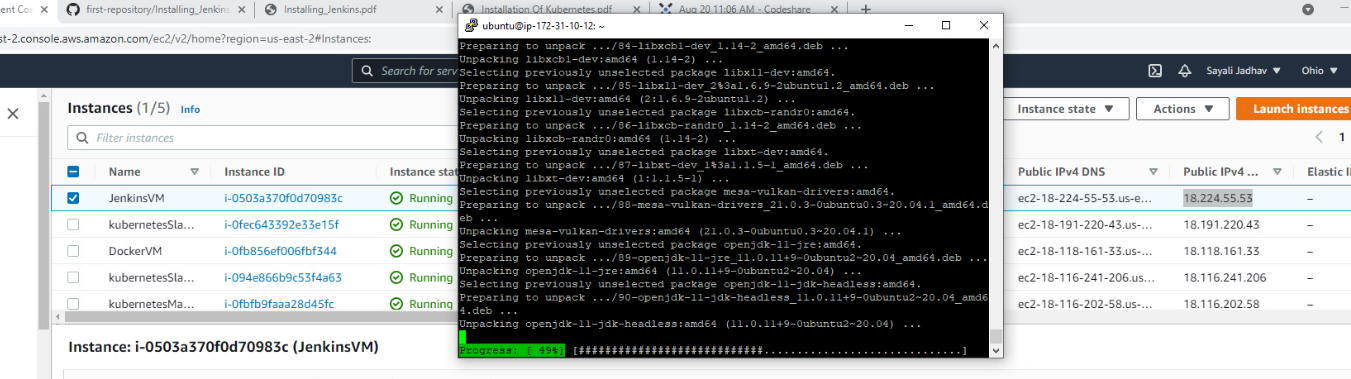 ent Co
first-repository/Installing_Jenkins
Installing_Jenkins.pdf
Installation Of Kubernetes.pdf
Aug 20 11:06 AM - Codeshare
st-2.console.aws.amazon.com/ec2/v2/home?region=us-east-2#Instances:
Search for serv
Sayali Jadhav
Ohio
Instances (1/5) Info
Instance state
Actions
Launch instances
Filter instances
1
Name Instance ID Instance stat Public IPv4 DNS Public IPv4 ... Elastic I
JenkinsVM i-0503a370f0d70983c Running ec2-18-224-55-53.us-e... 18.224.55.53 –
kubernetesSla... i-0fec643392e33e15f Running ec2-18-191-220-43.us-... 18.191.220.43 –
DockerVM i-0fb856ef006fbf344 Running ec2-18-118-161-33.us-... 18.118.161.33 –
kubernetesSla... i-094e866b9c53f4a63 Running ec2-18-116-241-206.us... 18.116.241.206 –
kubernetesMa... i-0fbfb9faaa28d45fc Running ec2-18-116-202-58.us-... 18.116.202.58 –
Instance: i-0503a370f0d70983c (JenkinsVM)
ubuntu@ip-172-31-10-12: ~
Preparing to unpack .../84-libxcb1-dev_1.14-2_amd64.deb ...
Unpacking libxcb1-dev:amd64 (1.14-2) ...
Selecting previously unselected package libx11-dev:amd64.
Preparing to unpack .../85-libx11-dev_2%3a1.6.9-2ubuntu1.2_amd64.deb ...
Unpacking libx11-dev:amd64 (2:1.6.9-2ubuntu1.2) ...
Selecting previously unselected package libxcb-randr0:amd64.
Preparing to unpack .../86-libxcb-randr0_1.14-2_amd64.deb ...
Unpacking libxcb-randr0:amd64 (1.14-2) ...
Selecting previously unselected package libxt-dev:amd64.
Preparing to unpack .../87-libxt-dev_1%3a1.1.5-1_amd64.deb ...
Unpacking libxt-dev:amd64 (1:1.1.5-1) ...
Selecting previously unselected package mesa-vulkan-drivers:amd64.
Preparing to unpack .../88-mesa-vulkan-drivers_21.0.3-0ubuntu0.3~20.04.1_amd64.d
eb ...
Unpacking mesa-vulkan-drivers:amd64 (21.0.3-0ubuntu0.3~20.04.1) ...
Selecting previously unselected package openjdk-11-jre:amd64.
Preparing to unpack .../89-openjdk-11-jre_11.0.11+9-0ubuntu2~20.04_amd64.deb ...
Unpacking openjdk-11-jre:amd64 (11.0.11+9-0ubuntu2~20.04) ...
Selecting previously unselected package openjdk-11-jdk-headless:amd64.
Preparing to unpack .../90-openjdk-11-jdk-headless_11.0.11+9-0ubuntu2~20.04_amd6
4.deb ...
Unpacking openjdk-11-jdk-headless:amd64 (11.0.11+9-0ubuntu2~20.04) ...
Progress: [ 49%] [############################..............................]